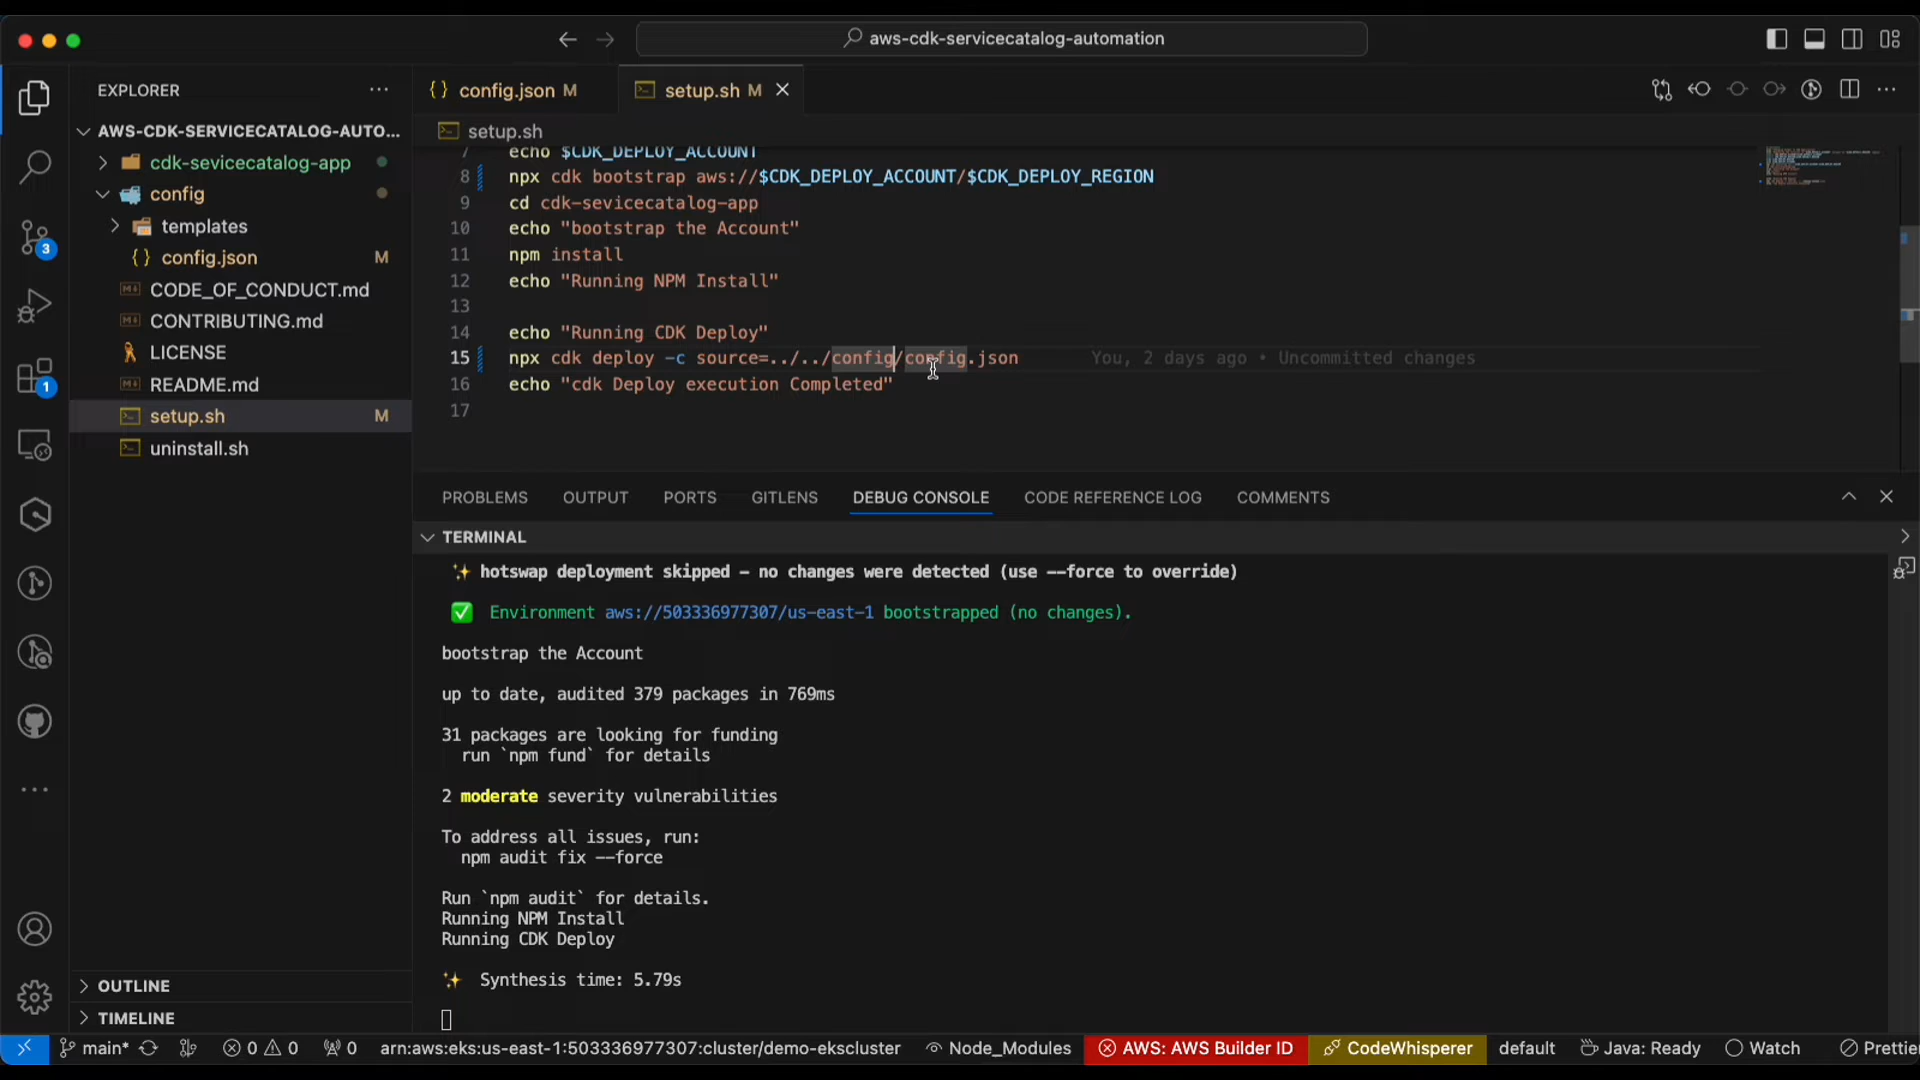 aws-cdk-servicecatalog-automation
EXPLORER
AWS-CDK-SERVICECATALOG-AUTO...
cdk-sevicecatalog-app
config
templates
config.json M
CODE_OF_CONDUCT.md
CONTRIBUTING.md
LICENSE
README.md
setup.sh M
uninstall.sh
OUTLINE
TIMELINE
3
1
config.json M
setup.sh M
setup.sh
7 echo $CDK_DEPLOY_ACCOUNT
8 npx cdk bootstrap aws://$CDK_DEPLOY_ACCOUNT/$CDK_DEPLOY_REGION
9 cd cdk-sevicecatalog-app
10 echo "bootstrap the Account"
11 npm install
12 echo "Running NPM Install"
13
14 echo "Running CDK Deploy"
15 npx cdk deploy -c source=../../config/config.json You, 2 days ago • Uncommitted changes
16 echo "cdk Deploy execution Completed"
17
PROBLEMS OUTPUT PORTS GITLENS DEBUG CONSOLE CODE REFERENCE LOG COMMENTS
TERMINAL
hotswap deployment skipped - no changes were detected (use --force to override)
Environment aws://503336977307/us-east-1 bootstrapped (no changes).
bootstrap the Account
up to date, audited 379 packages in 769ms
31 packages are looking for funding
run `npm fund` for details
2 moderate severity vulnerabilities
To address all issues, run:
npm audit fix --force
Run `npm audit` for details.
Running NPM Install
Running CDK Deploy
Synthesis time: 5.79s
main* 0 0 0 arn:aws:eks:us-east-1:503336977307:cluster/demo-ekscluster Node_Modules AWS: AWS Builder ID CodeWhisperer default Java: Ready Watch Prettier